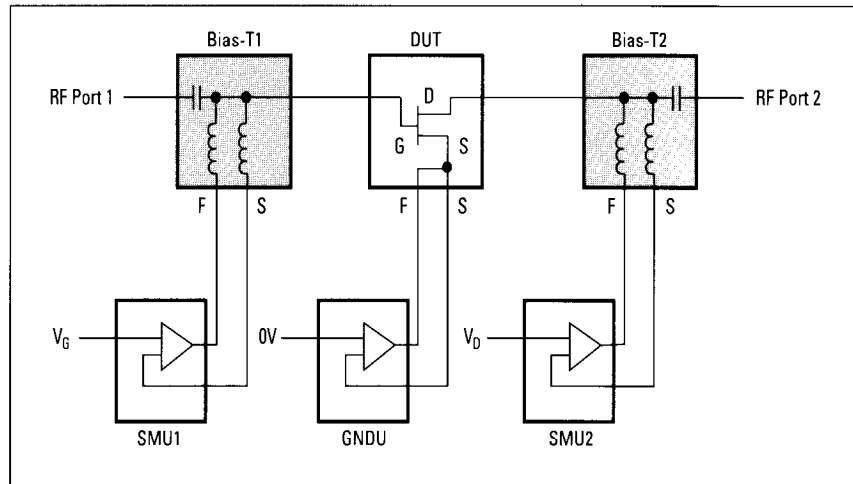 Bias-T1 DUT Bias-T2
RF Port 1 D RF Port 2
G S
F S F S F S
V_G 0V V_D
SMU1 GNDU SMU2